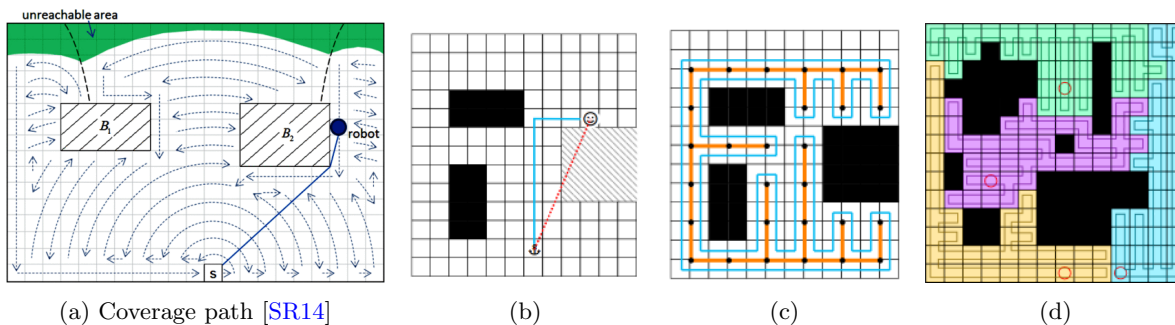 unreachable area
B1
B2
robot
S
(a) Coverage path [SR14]
(b)
(c)
(d)